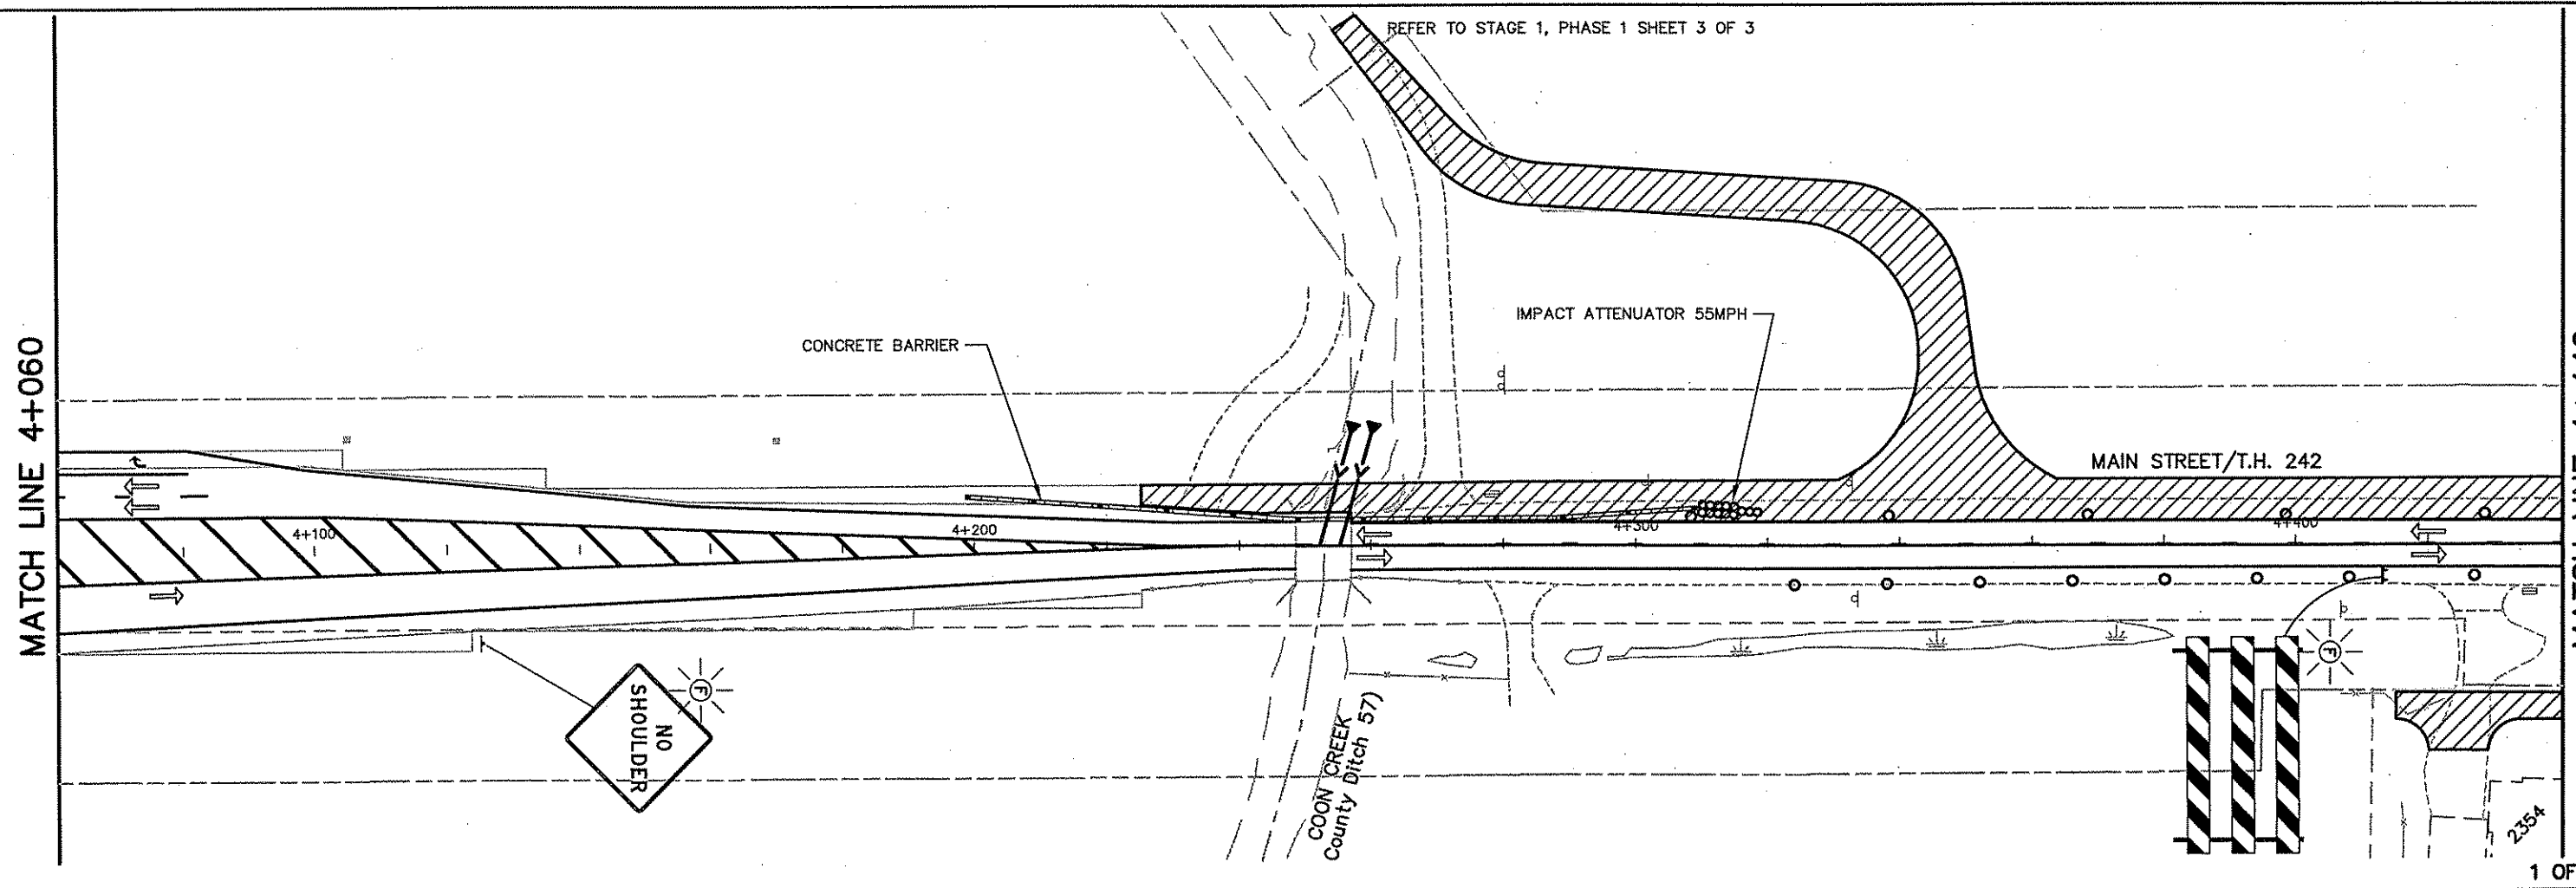 REFER TO STAGE 1, PHASE 1 SHEET 3 OF 3
IMPACT ATTENUATOR 55MPH
CONCRETE BARRIER
MATCH LINE 4+060
MAIN STREET/T.H. 242
4+100
4+200
4+300
4+400
NO
SHOULDER
F
F
COON CREEK
County Ditch 57)
2354
MATCH LINE
1 OF